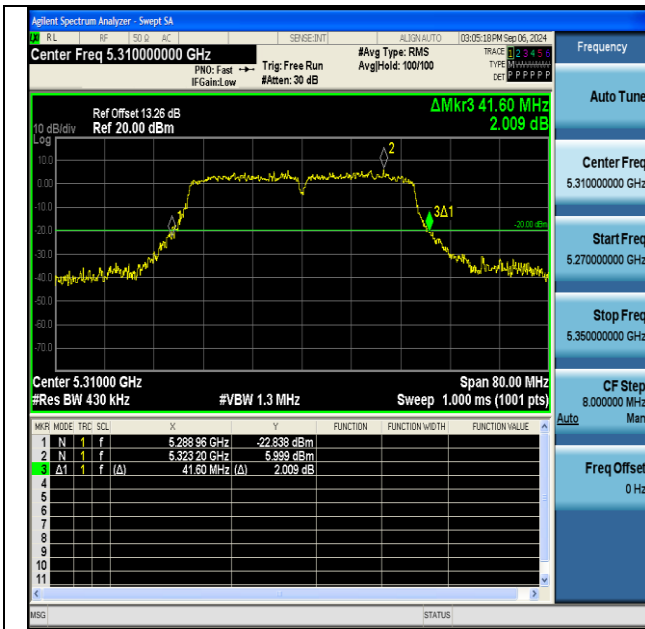 Agilent Spectrum Analyzer - Swept SA
LXI RL RF 50 Ω AC SENSE:INT ALIGN AUTO 03:05:18 PM Sep 06, 2024
Center Freq 5.310000000 GHz
PNO: Fast
IFGain:Low
Trig: Free Run
#Atten: 30 dB
#Avg Type: RMS
Avg|Hold: 100/100
TRACE 1 2 3 4 5 6
TYPE M
DET P P P P P P
Frequency
Auto Tune
Center Freq
5.310000000 GHz
Start Freq
5.270000000 GHz
Stop Freq
5.350000000 GHz
CF Step
8.000000 MHz
Auto Man
Freq Offset
0 Hz
ΔMkr3 41.60 MHz
2.009 dB
Ref Offset 13.26 dB
10 dB/div Ref 20.00 dBm
Log
10.0
0.00
-10.0
-20.0
-30.0
-40.0
-50.0
-60.0
-70.0
1
2
3Δ1
-20.00 dBm
Center 5.31000 GHz Span 80.00 MHz
#Res BW 430 kHz #VBW 1.3 MHz Sweep 1.000 ms (1001 pts)
MKR MODE TRC SCL X Y FUNCTION FUNCTION WIDTH FUNCTION VALUE
1 N 1 f 5.288 96 GHz -22.838 dBm
2 N 1 f 5.323 20 GHz 5.999 dBm
3 Δ1 1 f (Δ) 41.60 MHz (Δ) 2.009 dB
4
5
6
7
8
9
10
11
MSG STATUS